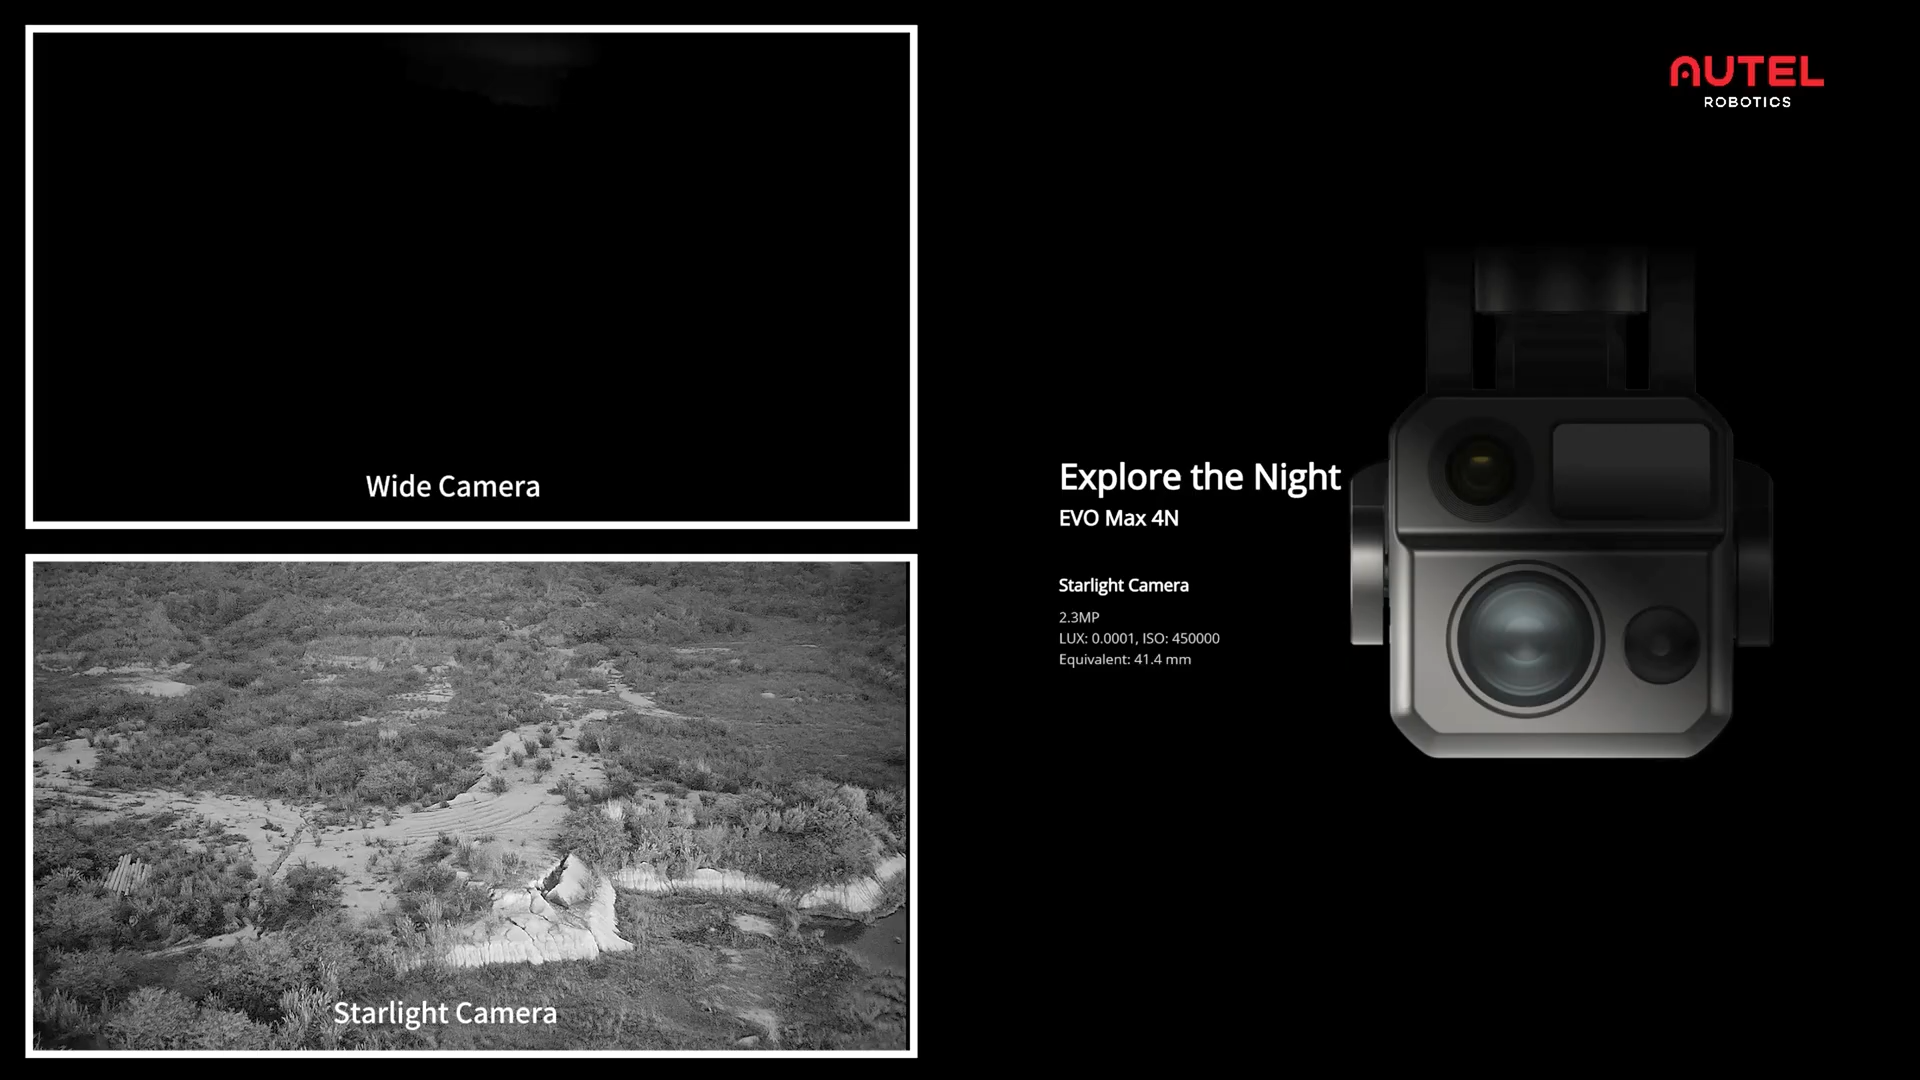 AUTEL
ROBOTICS
Wide Camera
Explore the Night
EVO Max 4N
Starlight Camera
2.3MP
LUX: 0.0001, ISO: 450000
Equivalent: 41.4 mm
Starlight Camera